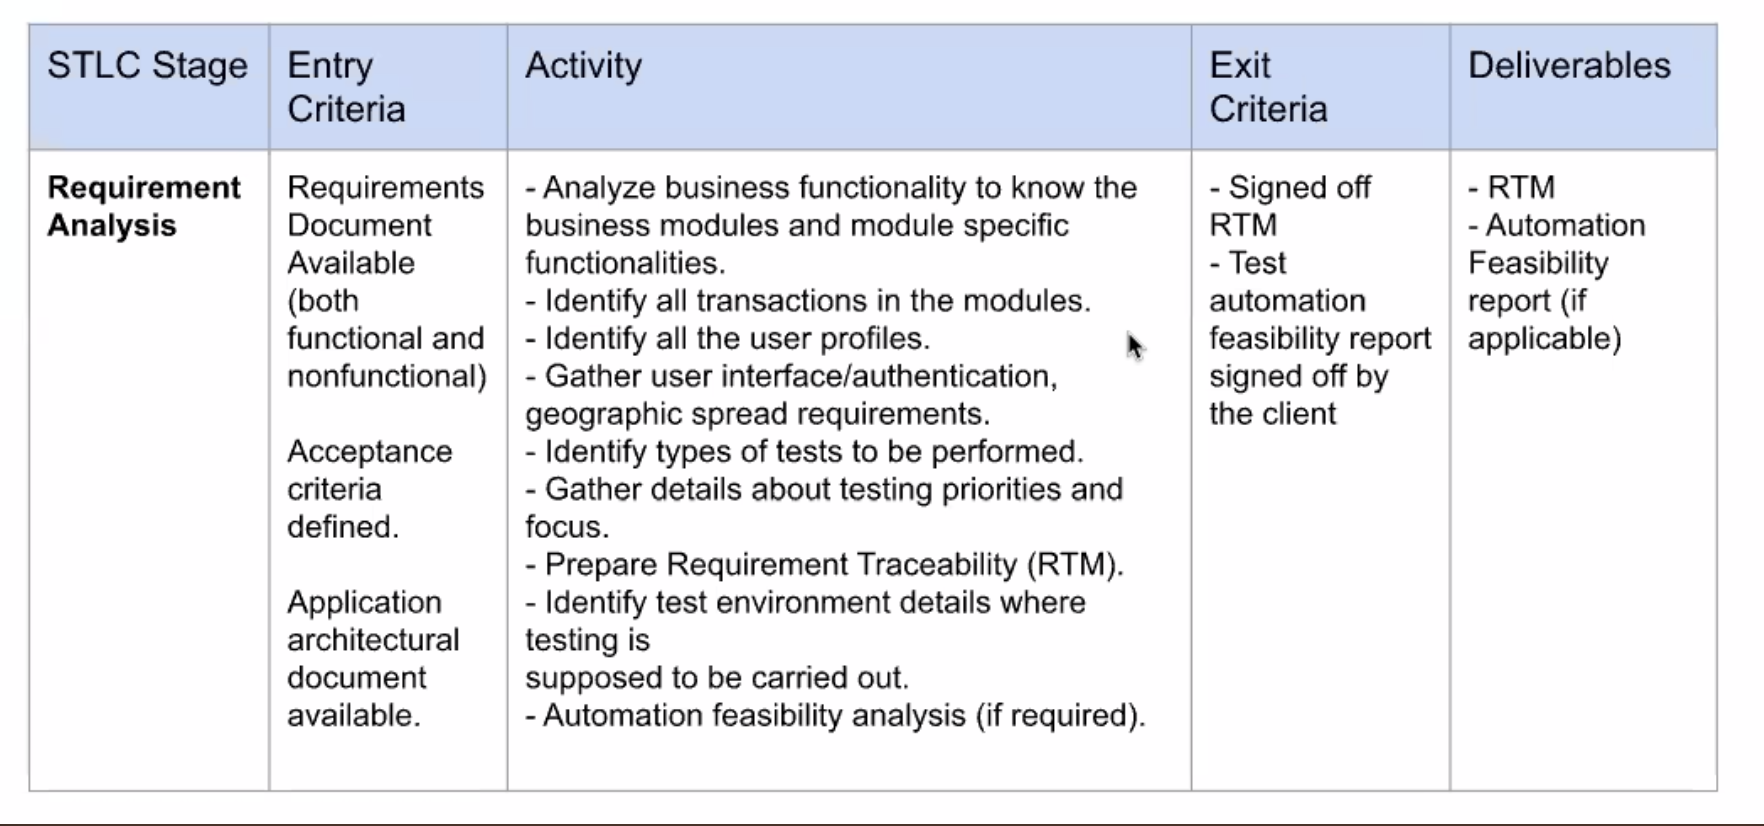 STLC Stage
Entry
Criteria
Activity
Exit
Criteria
Deliverables
Requirement
Analysis
Requirements
Document
Available
(both
functional and
nonfunctional)
Acceptance
criteria
defined.
Application
architectural
document
available.
- Analyze business functionality to know the
business modules and module specific
functionalities.
- Identify all transactions in the modules.
- Identify all the user profiles.
- Gather user interface/authentication,
geographic spread requirements.
- Identify types of tests to be performed.
- Gather details about testing priorities and
focus.
- Prepare Requirement Traceability (RTM).
- Identify test environment details where
testing is
supposed to be carried out.
- Automation feasibility analysis (if required).
- Signed off
RTM
- Test
automation
feasibility report
signed off by
the client
- RTM
- Automation
Feasibility
report (if
applicable)